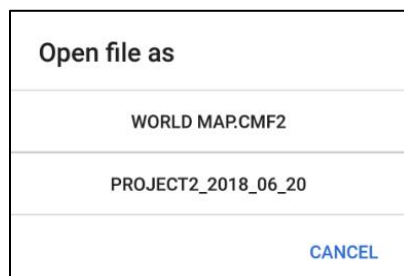 Open file as
WORLD MAP.CMF2
PROJECT2_2018_06_20
CANCEL